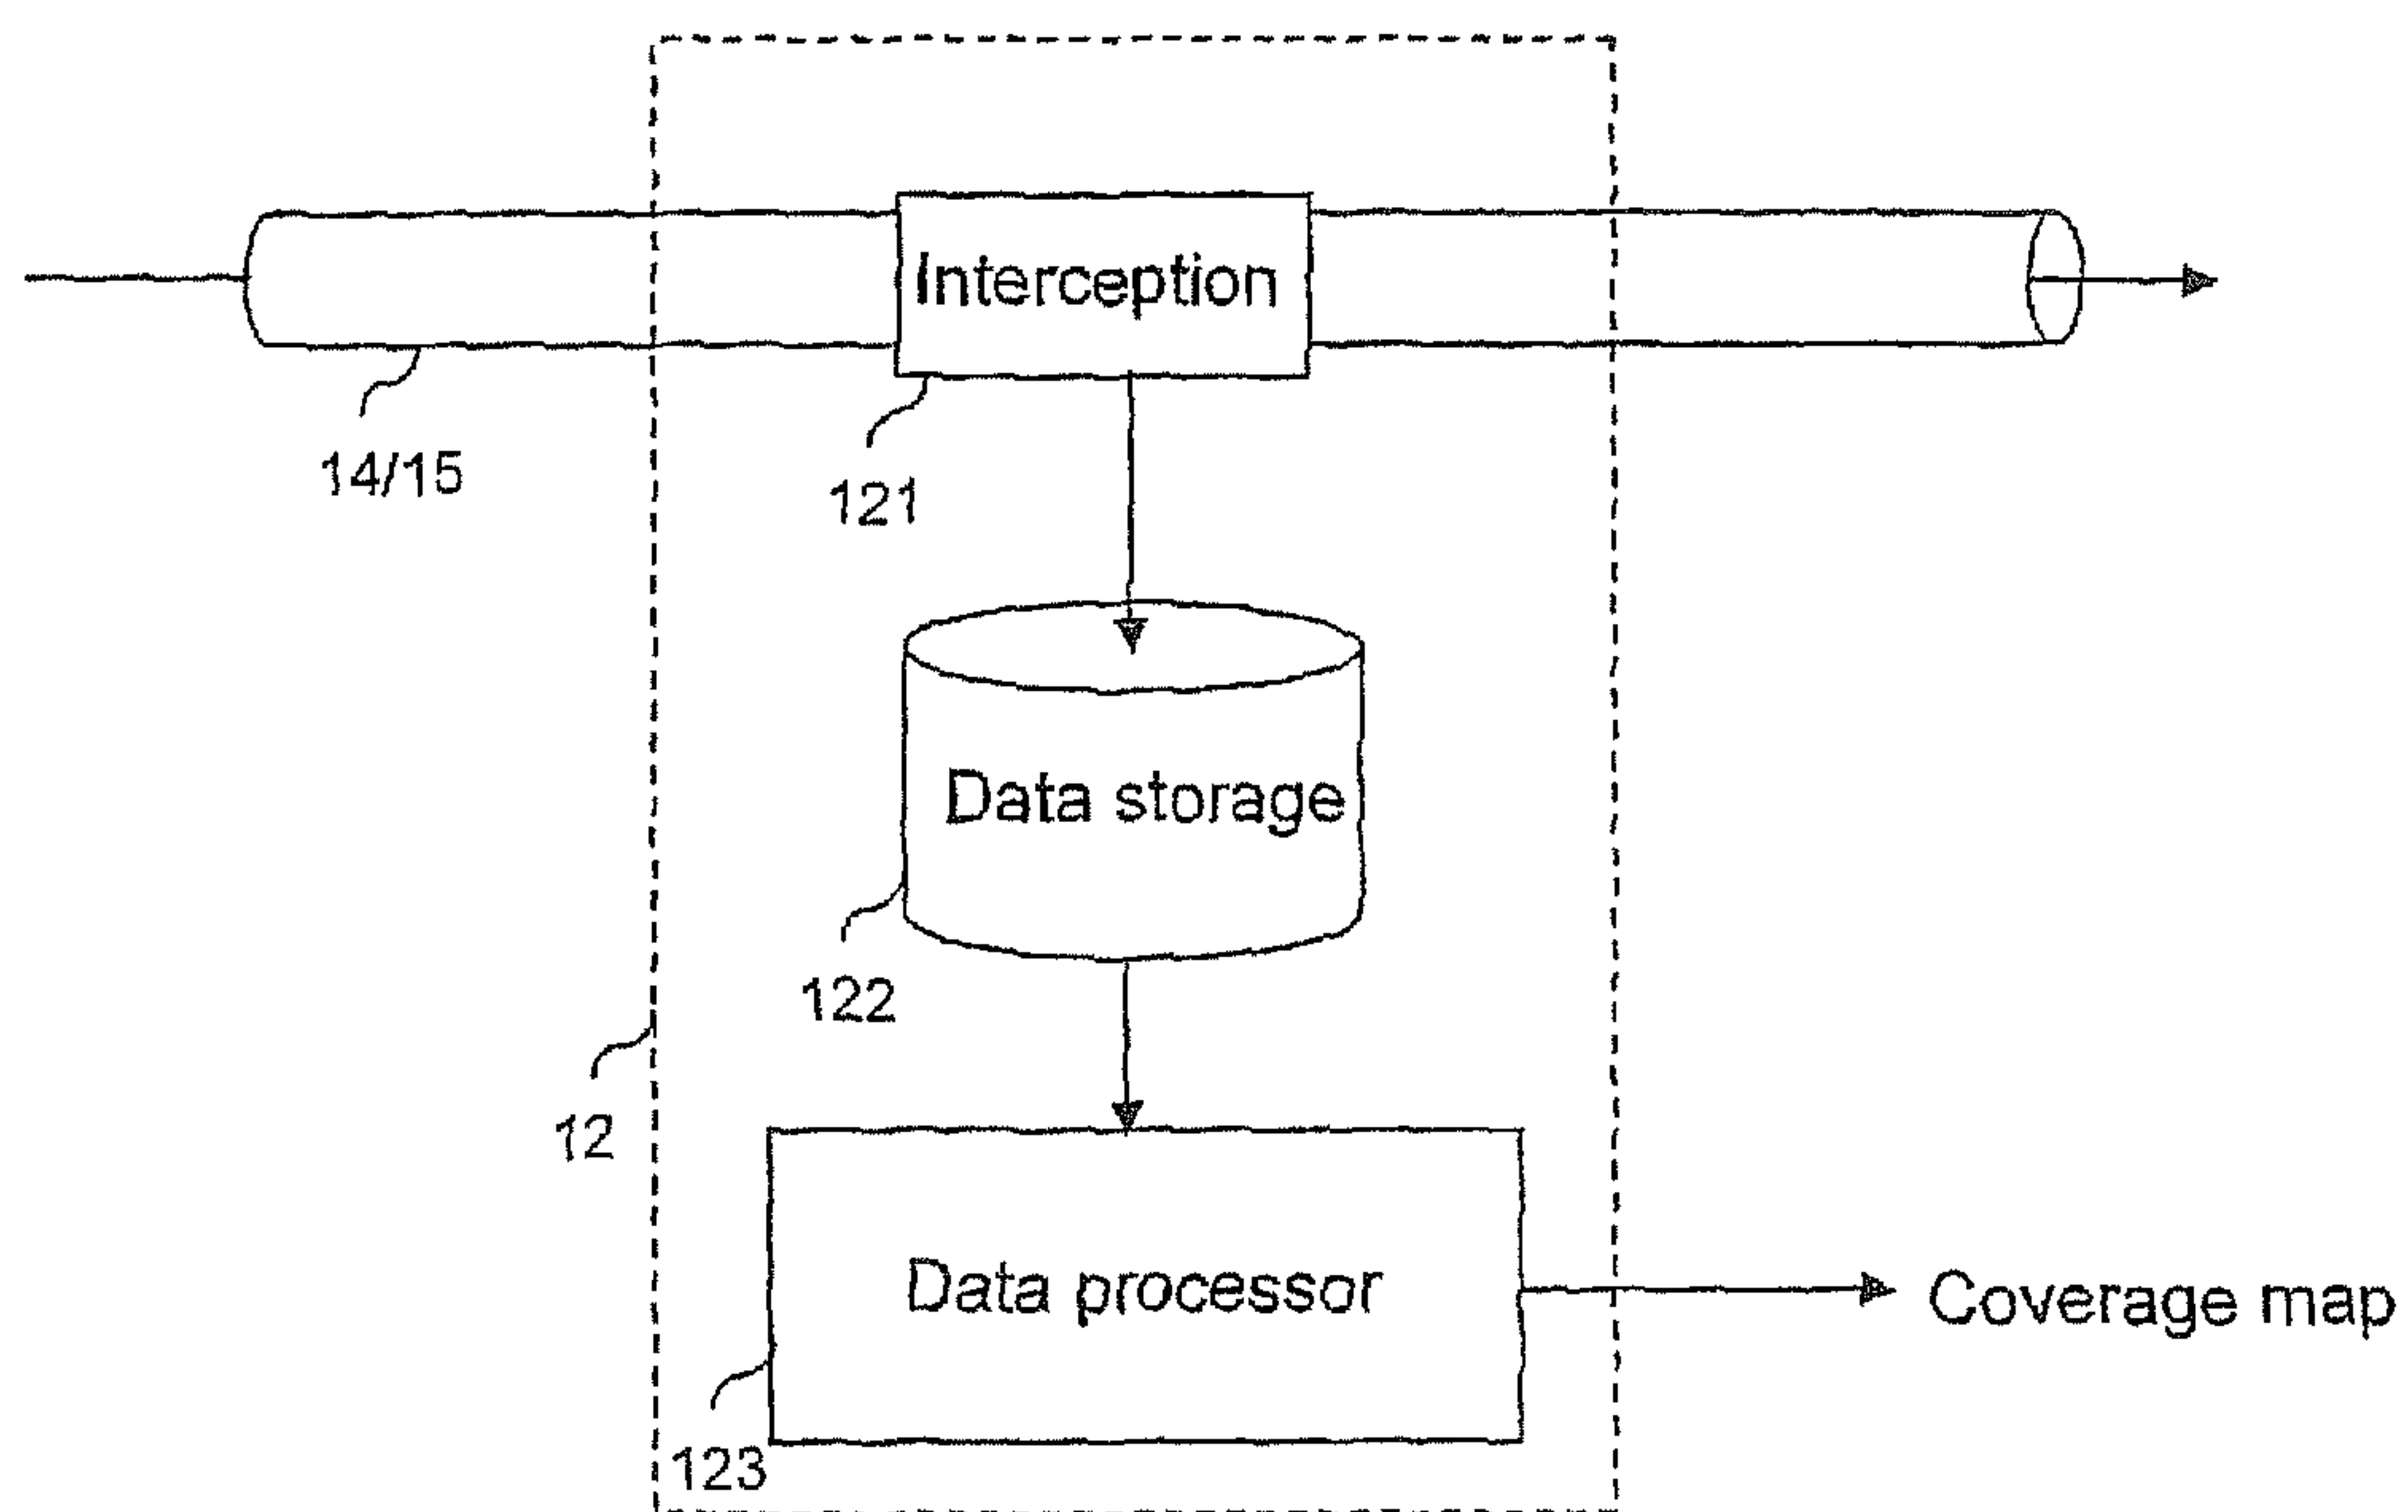 Interception
14/15
121
Data storage
122
12
Data processor
Coverage map
123